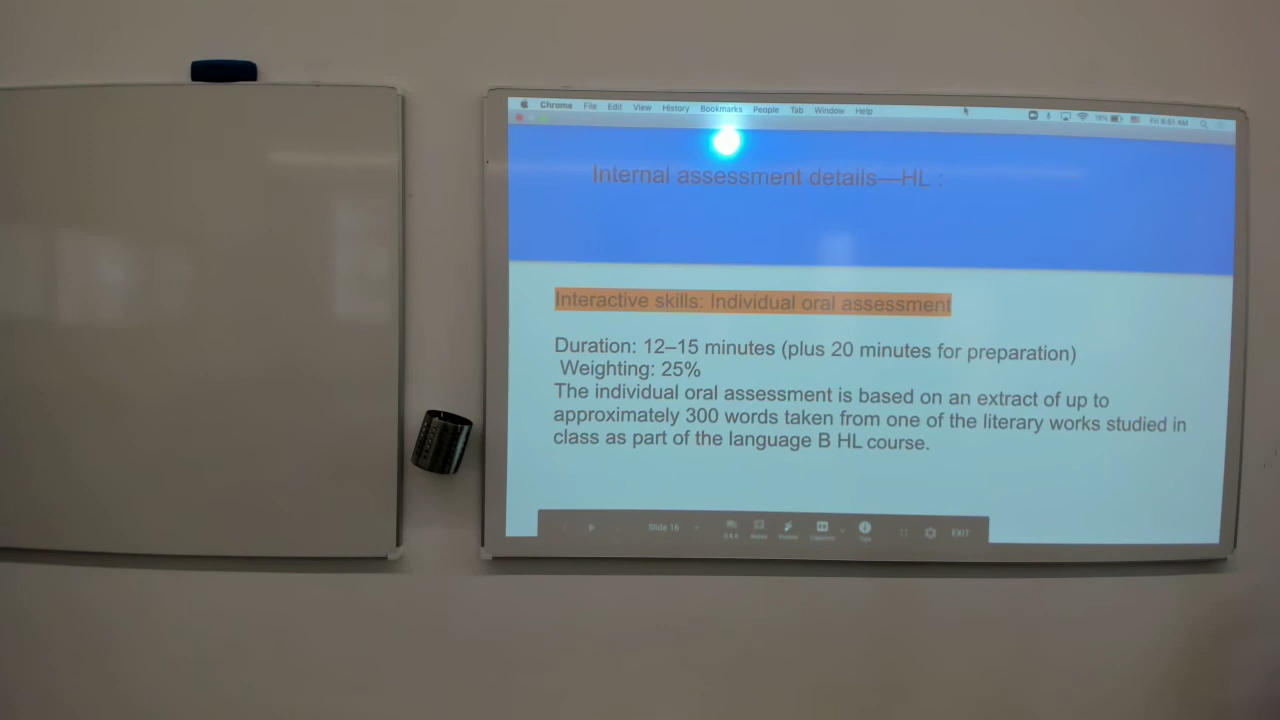 Chrome File Edit View History Bookmarks People Tab Window Help
Internal assessment details—HL :
Interactive skills: Individual oral assessment
Duration: 12–15 minutes (plus 20 minutes for preparation)
Weighting: 25%
The individual oral assessment is based on an extract of up to
approximately 300 words taken from one of the literary works studied in
class as part of the language B HL course.
Slide 16
Q & A Notes Captions EXIT